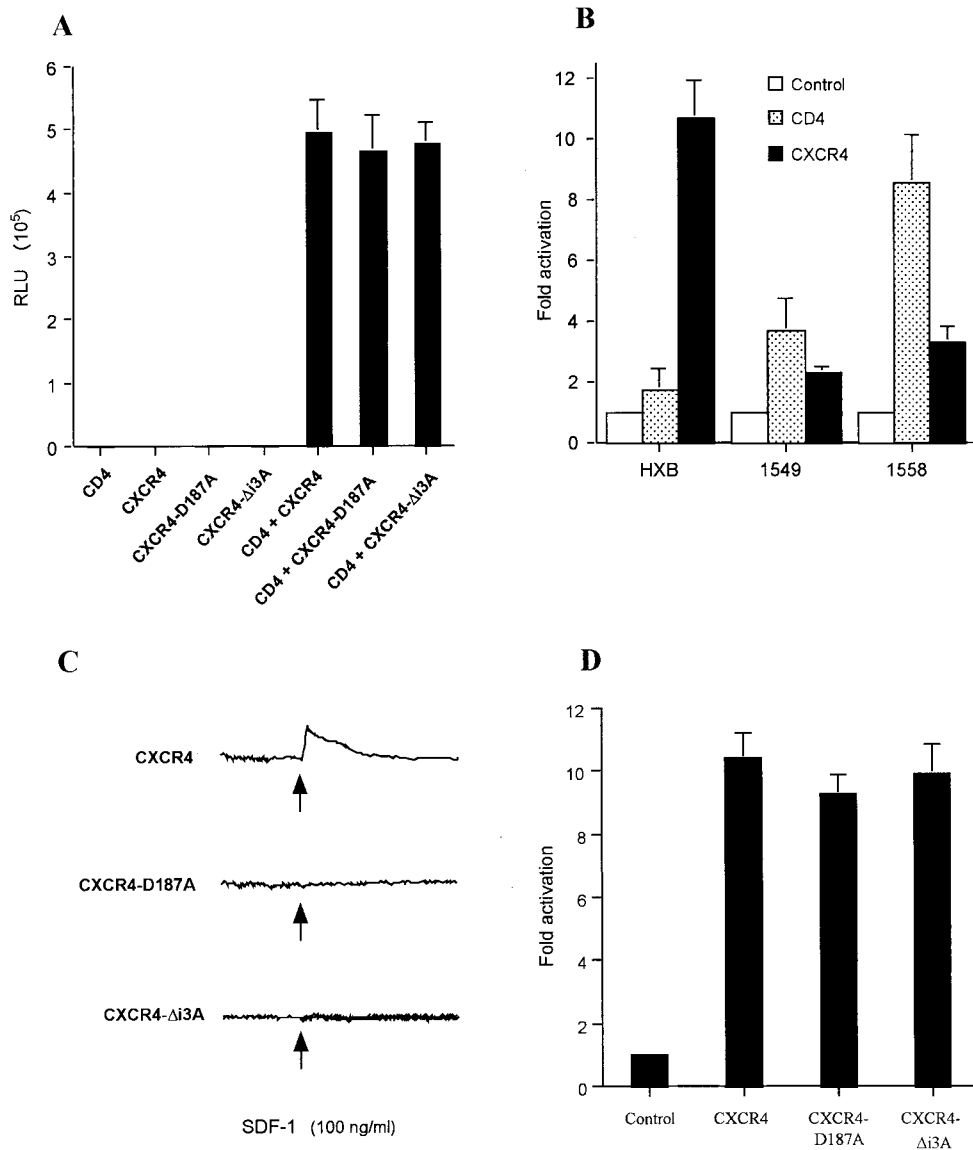 A
6
5
4
3
2
1
0
RLU (10⁵)
CD4
CXCR4
CXCR4-D187A
CXCR4-Δi3A
CD4 + CXCR4
CD4 + CXCR4-D187A
CD4 + CXCR4-Δi3A
B
12
10
8
6
4
2
0
Fold activation
Control
CD4
CXCR4
HXB
1549
1558
C
CXCR4
CXCR4-D187A
CXCR4-Δi3A
SDF-1 (100 ng/ml)
D
12
10
8
6
4
2
0
Fold activation
Control
CXCR4
CXCR4-
D187A
CXCR4-
Δi3A